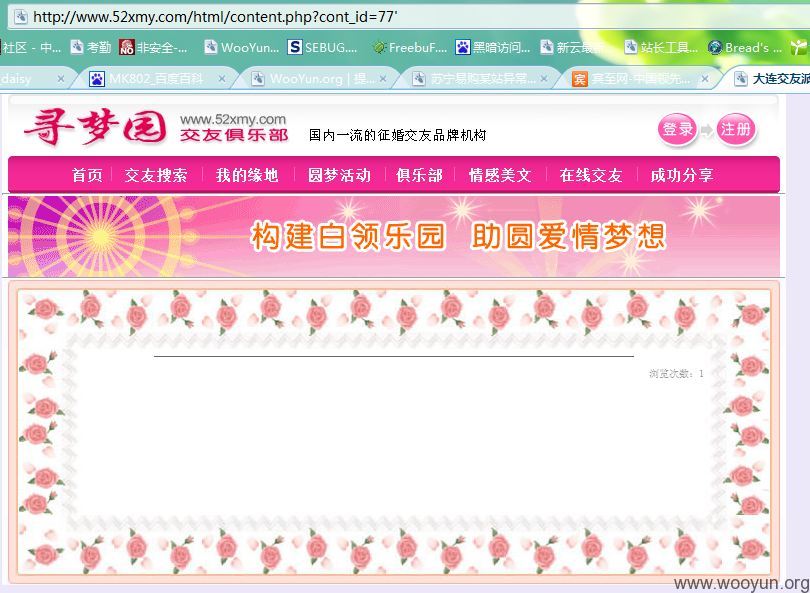 http://www.52xmy.com/html/content.php?cont_id=77'
社区 - 中... 考勤 非安全-... WooYun... SEBUG.... FreebuF.... 黑暗访问... 新云最 站长工具... Bread's ...
daisy MK802_百度百科 WooYun.org | 提... 苏宁易购某站异常... 宾至网-中国领先... 大连交友派
寻梦园 www.52xmy.com
交友俱乐部 国内一流的征婚交友品牌机构 登录 注册
首页 交友搜索 我的缘地 圆梦活动 俱乐部 情感美文 在线交友 成功分享
构建白领乐园 助圆爱情梦想
浏览次数：1
www.wooyun.org